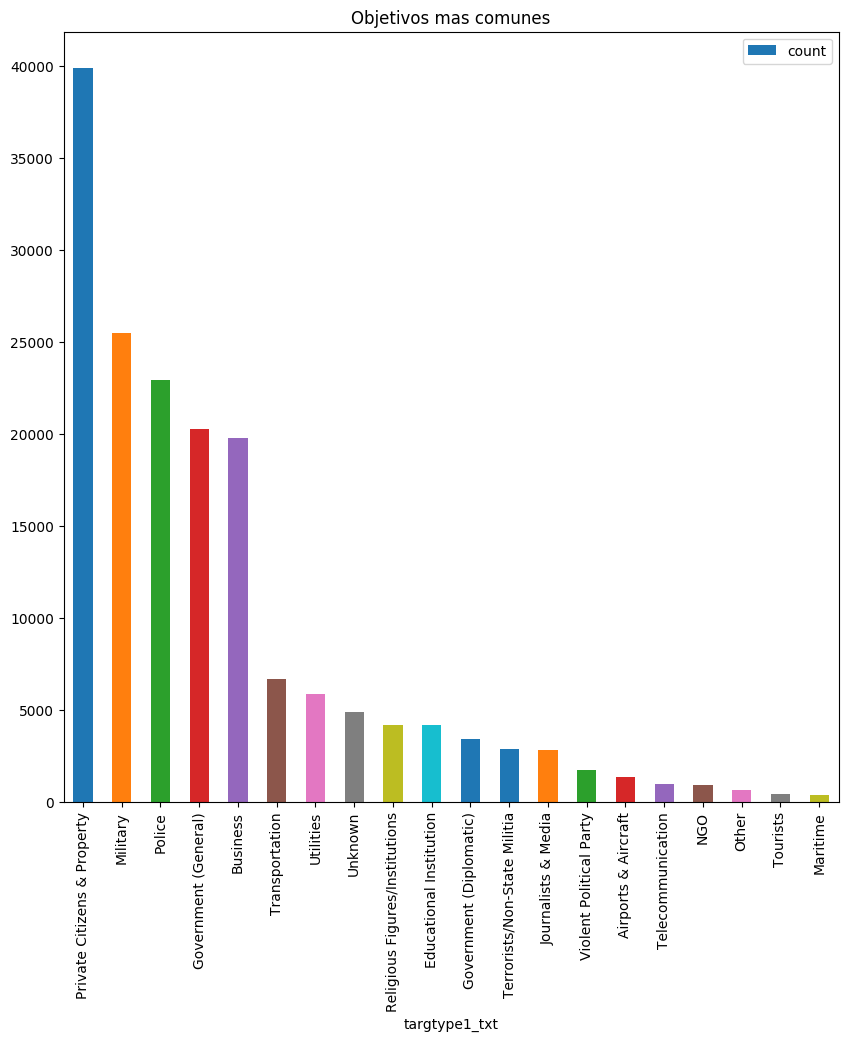 Objetivos mas comunes
count
40000
35000
30000
25000
20000
15000
10000
5000
0
Private Citizens & Property
Military
Police
Government (General)
Business
Transportation
Utilities
Unknown
Religious Figures/Institutions
Educational Institution
Government (Diplomatic)
Terrorists/Non-State Militia
Journalists & Media
Violent Political Party
Airports & Aircraft
Telecommunication
NGO
Other
Tourists
Maritime
targtype1_txt